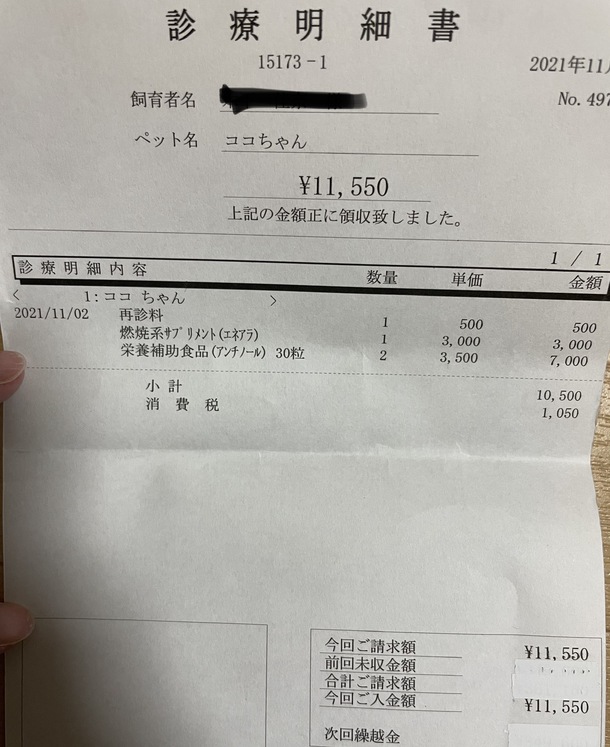 診療明細書
15173-1
2021年11
No. 497
飼育者名
ペット名 ココちゃん
¥11,550
上記の金額正に領収致しました。
1 / 1
診療明細内容 数量 単価 金額
< 1:ココ ちゃん >
2021/11/02 再診料 1 500 500
燃焼系ｻﾌﾟﾘﾒﾝﾄ(ｴﾈｱﾗ) 1 3,000 3,000
栄養補助食品(ｱﾝﾁﾉｰﾙ) 30粒 2 3,500 7,000
小計 10,500
消費税 1,050
今回ご請求額 ¥11,550
前回未収金額
合計ご請求額
今回ご入金額 ¥11,550
次回繰越金